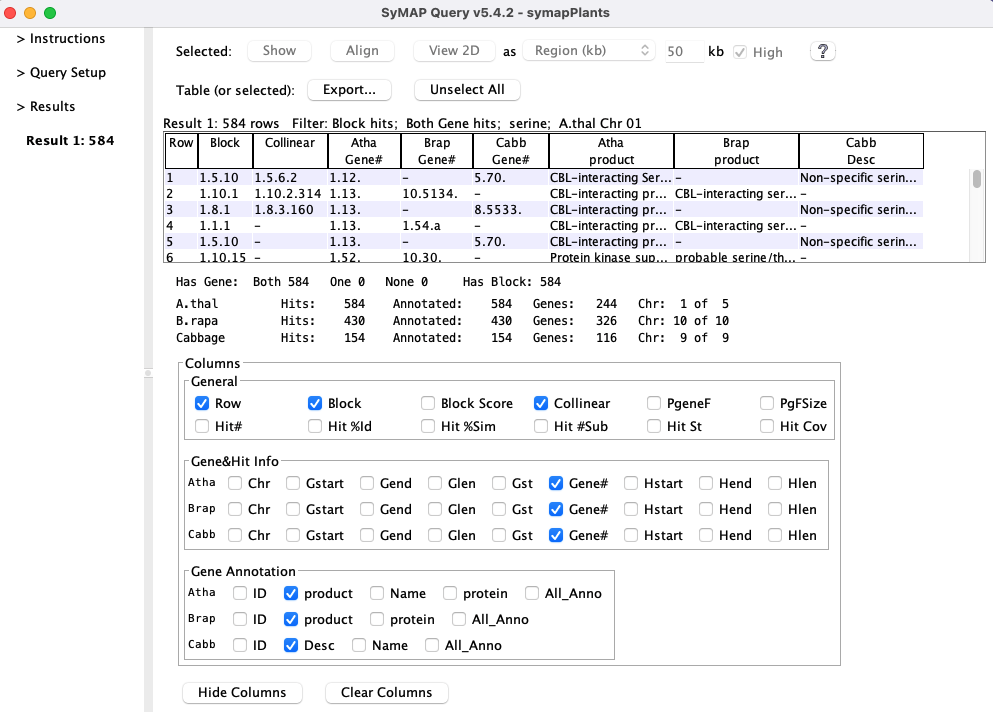 SyMAP Query v5.4.2 - symapPlants
> Instructions
> Query Setup
> Results
Result 1: 584
Selected: Show Align View 2D as Region (kb) 50 kb High ?
Table (or selected): Export... Unselect All
Result 1: 584 rows Filter: Block hits; Both Gene hits; serine; A.thal Chr 01
Row Block Collinear Atha Gene# Brap Gene# Cabb Gene# Atha product Brap product Cabb Desc
1 1.5.10 1.5.6.2 1.12. - 5.70. CBL-interacting Ser... - Non-specific serin...
2 1.10.1 1.10.2.314 1.13. 10.5134. - CBL-interacting pr... CBL-interacting ser... -
3 1.8.1 1.8.3.160 1.13. - 8.5533. CBL-interacting pr... - Non-specific serin...
4 1.1.1 - 1.13. 1.54.a - CBL-interacting pr... CBL-interacting ser... -
5 1.5.10 - 1.13. - 5.70. CBL-interacting pr... - Non-specific serin...
6 1.10.15 - 1.52. 10.30. - Protein kinase sup... probable serine/th... -
Has Gene: Both 584 One 0 None 0 Has Block: 584
A.thal Hits: 584 Annotated: 584 Genes: 244 Chr: 1 of 5
B.rapa Hits: 430 Annotated: 430 Genes: 326 Chr: 10 of 10
Cabbage Hits: 154 Annotated: 154 Genes: 116 Chr: 9 of 9
Columns
General
Row Block Block Score Collinear PgeneF PgFSize
Hit# Hit %Id Hit %Sim Hit #Sub Hit St Hit Cov
Gene&Hit Info
Atha Chr Gstart Gend Glen Gst Gene# Hstart Hend Hlen
Brap Chr Gstart Gend Glen Gst Gene# Hstart Hend Hlen
Cabb Chr Gstart Gend Glen Gst Gene# Hstart Hend Hlen
Gene Annotation
Atha ID product Name protein All_Anno
Brap ID product protein All_Anno
Cabb ID Desc Name All_Anno
Hide Columns Clear Columns